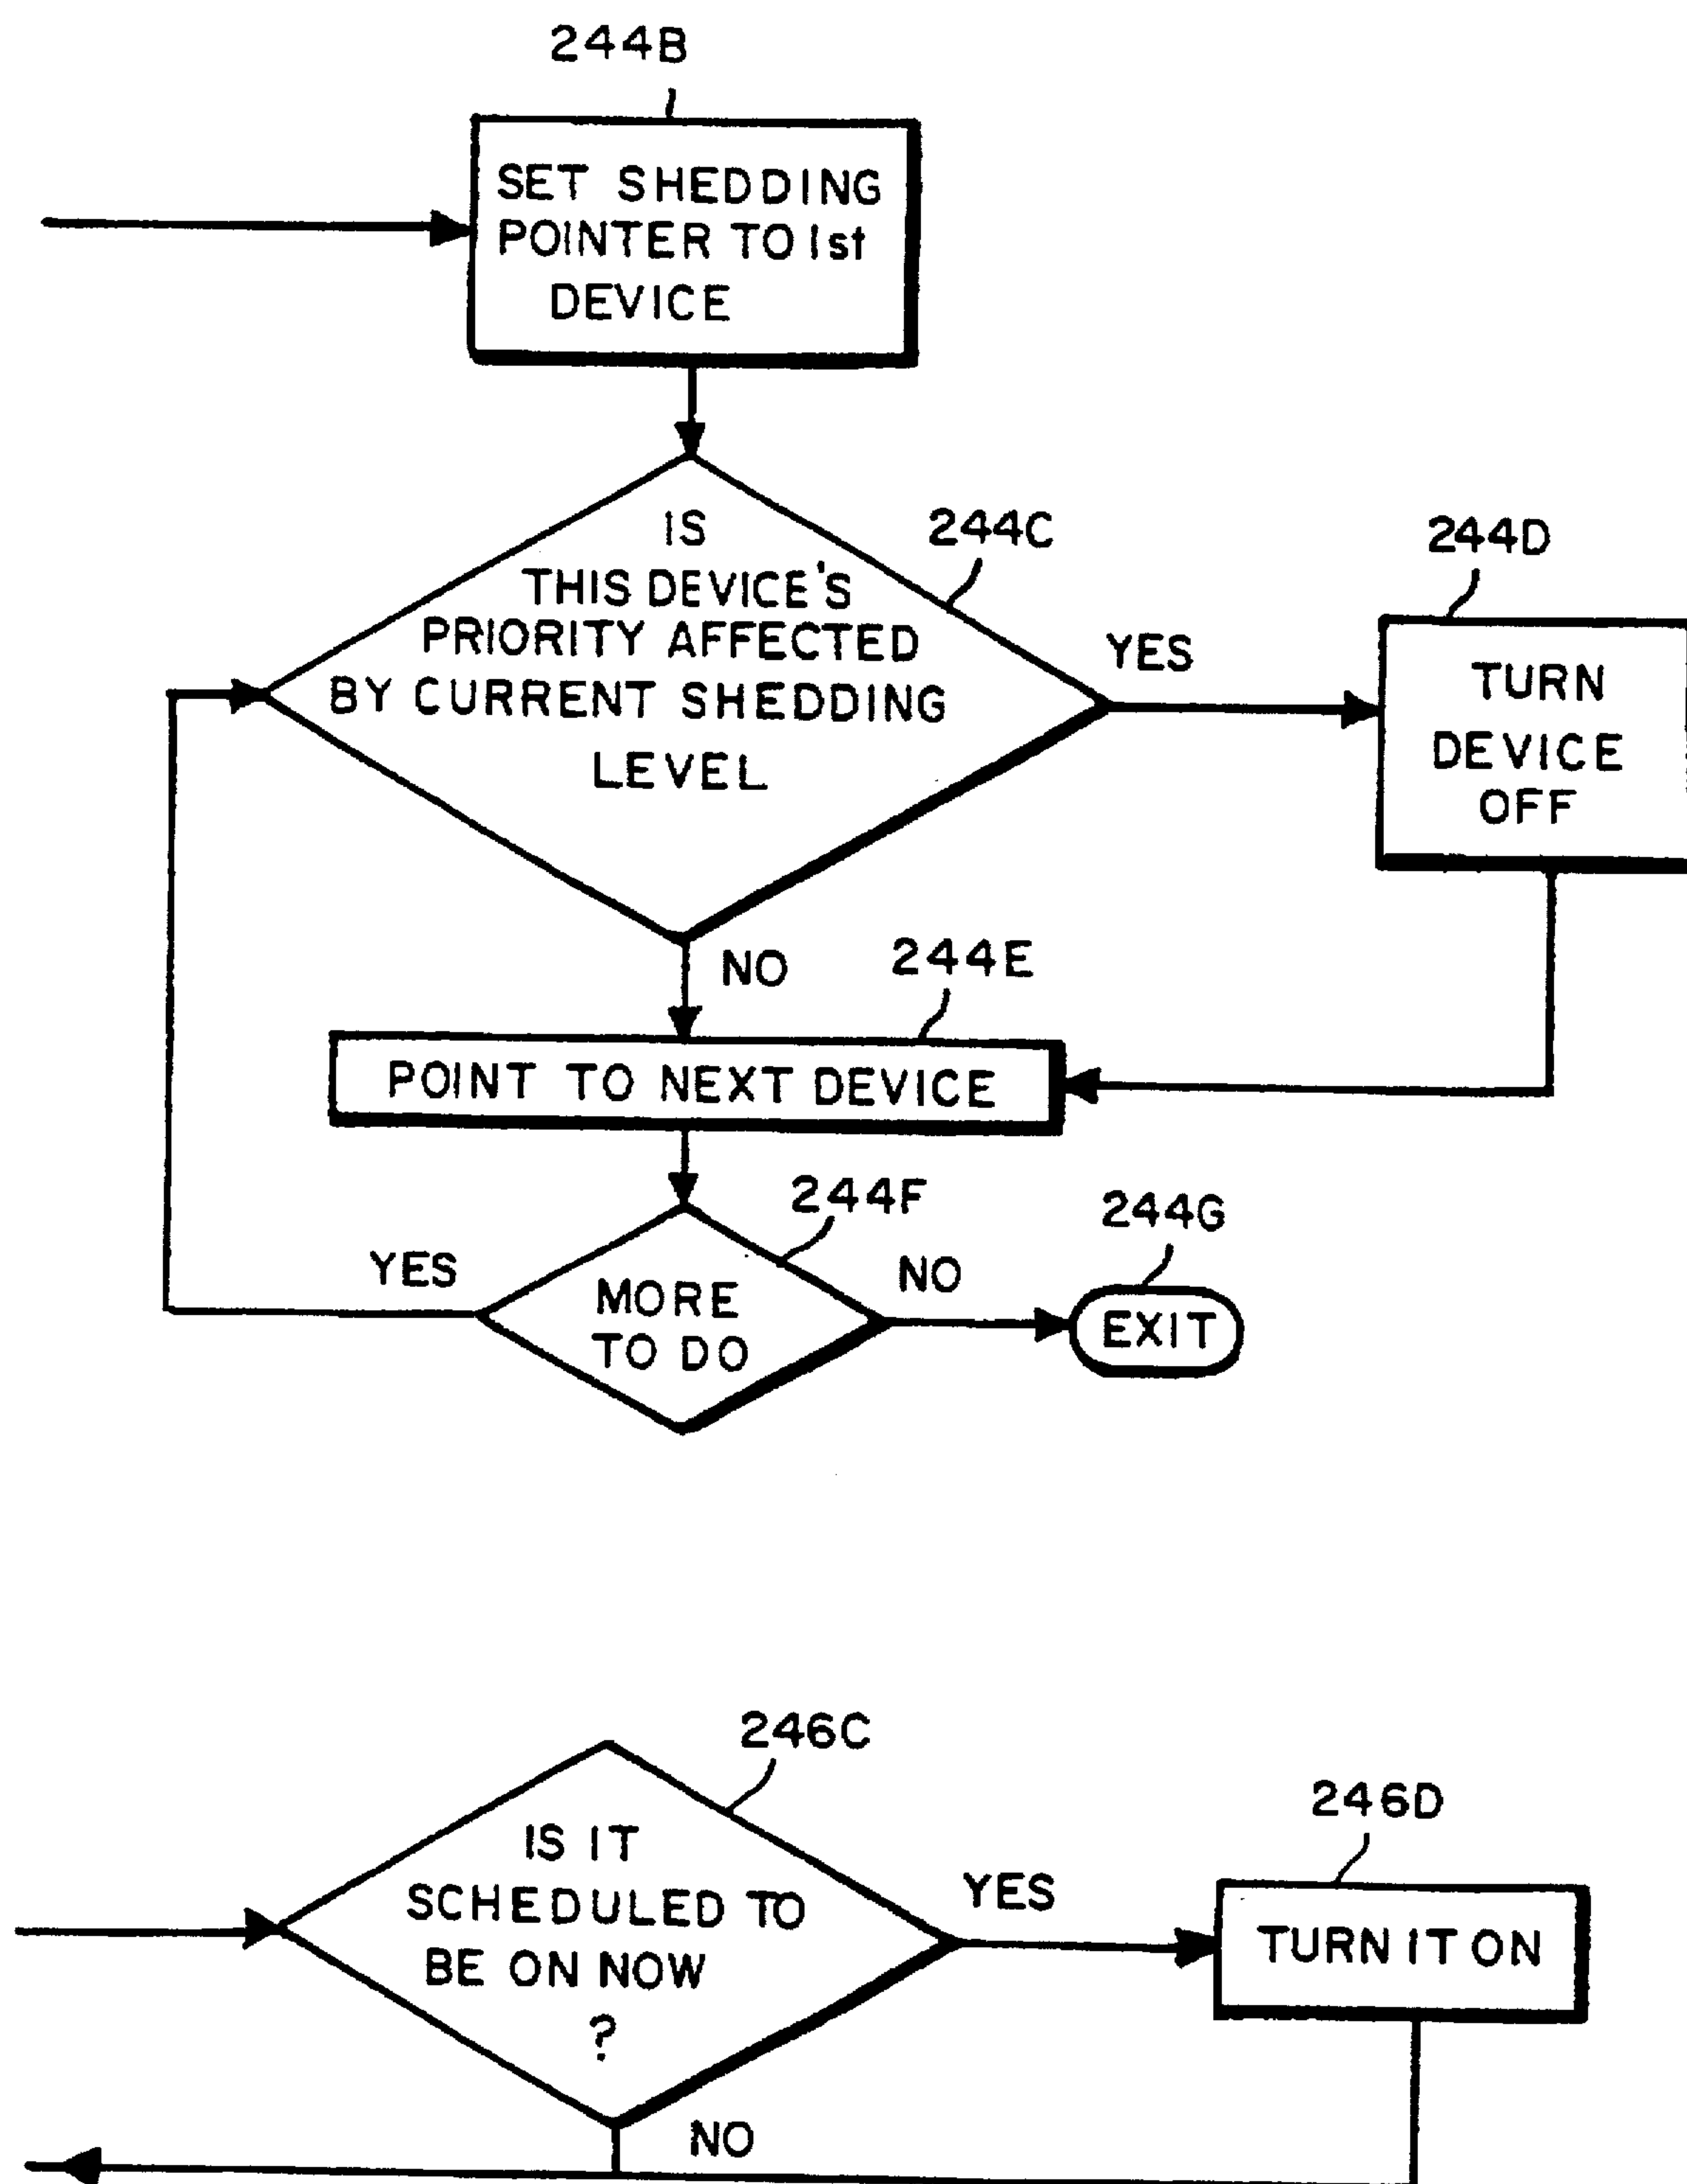 244B
SET SHEDDING
POINTER TO 1st
DEVICE
IS
THIS DEVICE'S
PRIORITY AFFECTED
BY CURRENT SHEDDING
LEVEL
244C
YES
244D
TURN
DEVICE
OFF
NO
244E
POINT TO NEXT DEVICE
244F
YES
MORE
TO DO
NO
244G
EXIT
246C
IS IT
SCHEDULED TO
BE ON NOW
?
YES
246D
TURN IT ON
NO